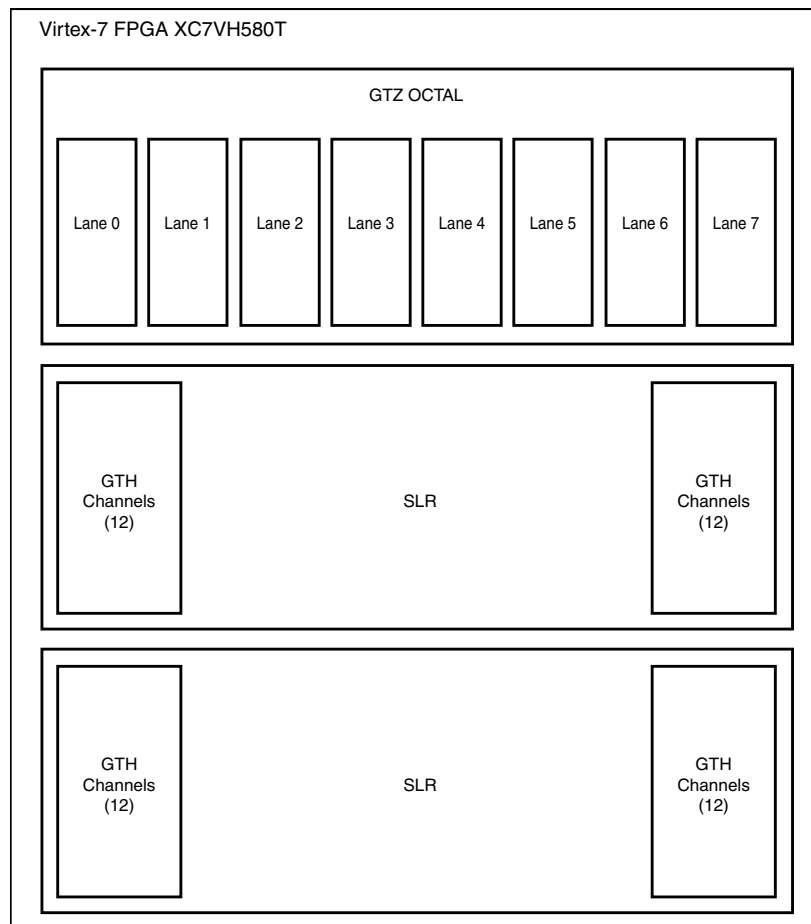 Virtex-7 FPGA XC7VH580T
GTZ OCTAL
Lane 0
Lane 1
Lane 2
Lane 3
Lane 4
Lane 5
Lane 6
Lane 7
GTH
Channels
(12)
SLR
GTH
Channels
(12)
GTH
Channels
(12)
SLR
GTH
Channels
(12)